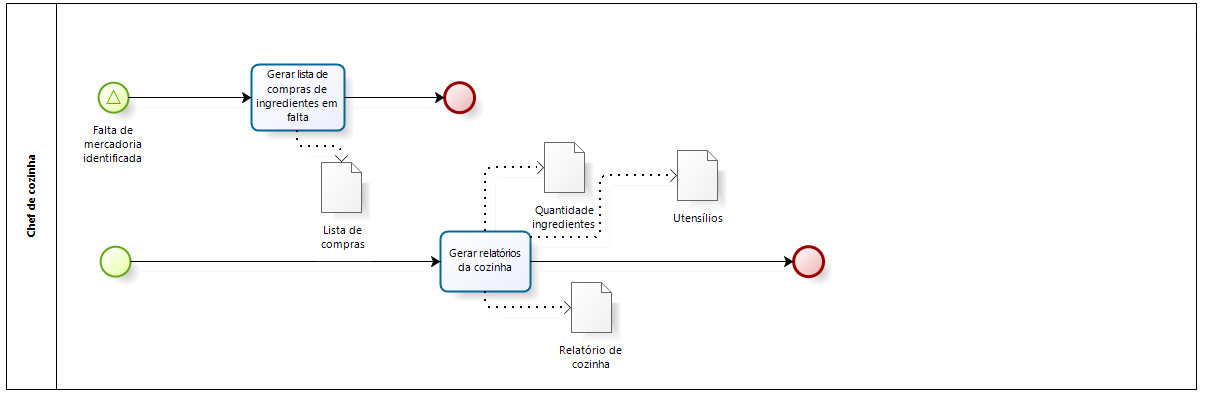 Chef de cozinha
Gerar lista de
compras de
ingredientes em
falta
Falta de
mercadoria
identificada
Lista de
compras
Quantidade
ingredientes
Utensílios
Gerar relatórios
da cozinha
Relatório de
cozinha